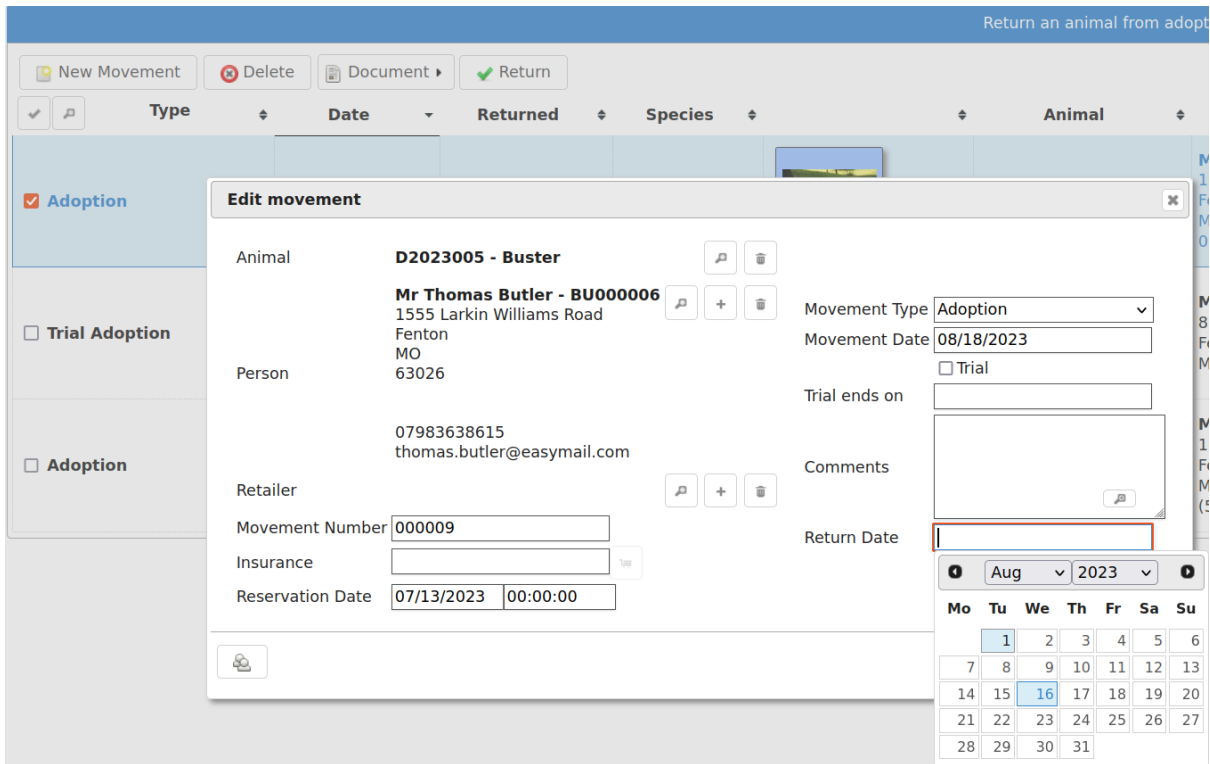 Return an animal from adopt
New Movement Delete Document Return
Type Date Returned Species Animal
Adoption
Trial Adoption
Adoption
Edit movement
Animal D2023005 - Buster
Person
Mr Thomas Butler - BU000006
1555 Larkin Williams Road
Fenton
MO
63026
07983638615
thomas.butler@easymail.com
Retailer
Movement Number 000009
Insurance
Reservation Date 07/13/2023 00:00:00
Movement Type Adoption
Movement Date 08/18/2023
Trial
Trial ends on
Comments
Return Date
Aug 2023
Mo Tu We Th Fr Sa Su
1 2 3 4 5 6
7 8 9 10 11 12 13
14 15 16 17 18 19 20
21 22 23 24 25 26 27
28 29 30 31